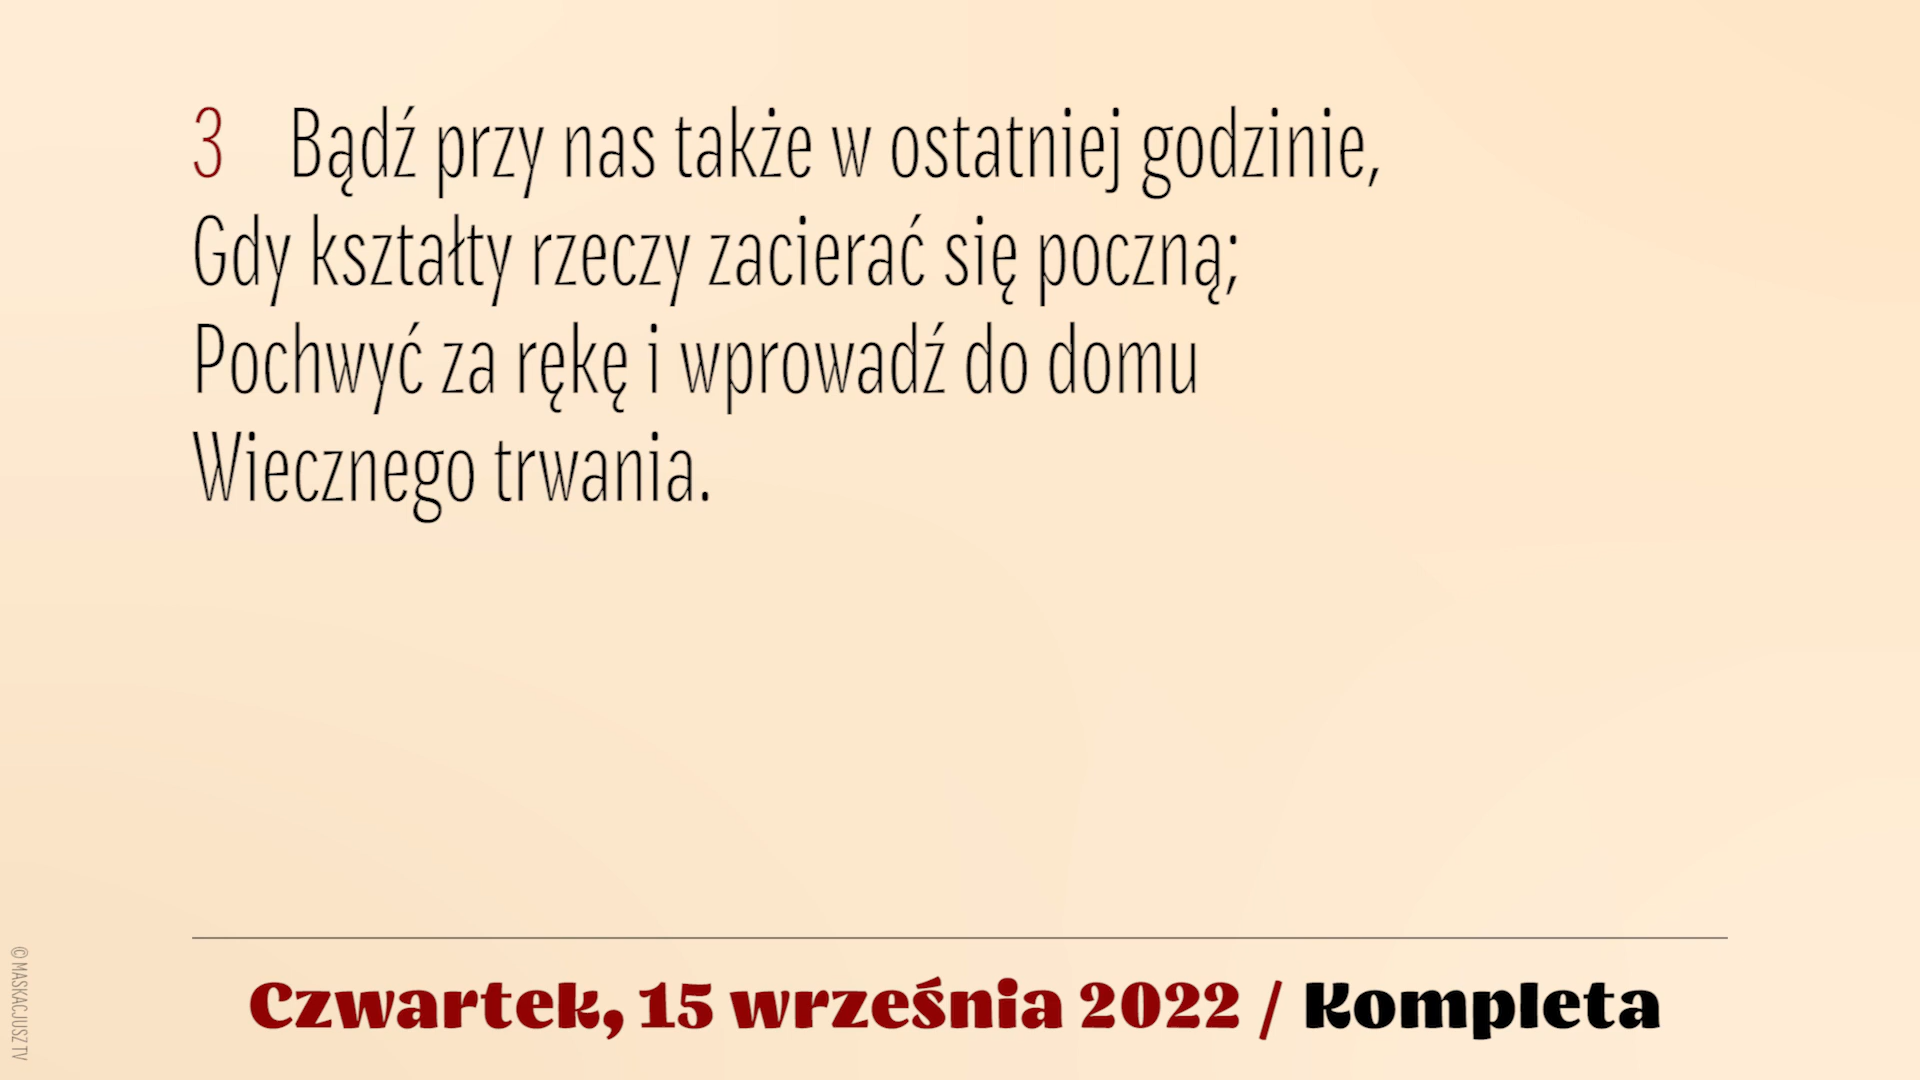 3 Bądź przy nas także w ostatniej godzinie,
Gdy kształty rzeczy zacierać się poczną;
Pochwyć za rękę i wprowadź do domu
Wiecznego trwania.
Czwartek, 15 września 2022 / Kompleta
© MASKACJUSZ TV